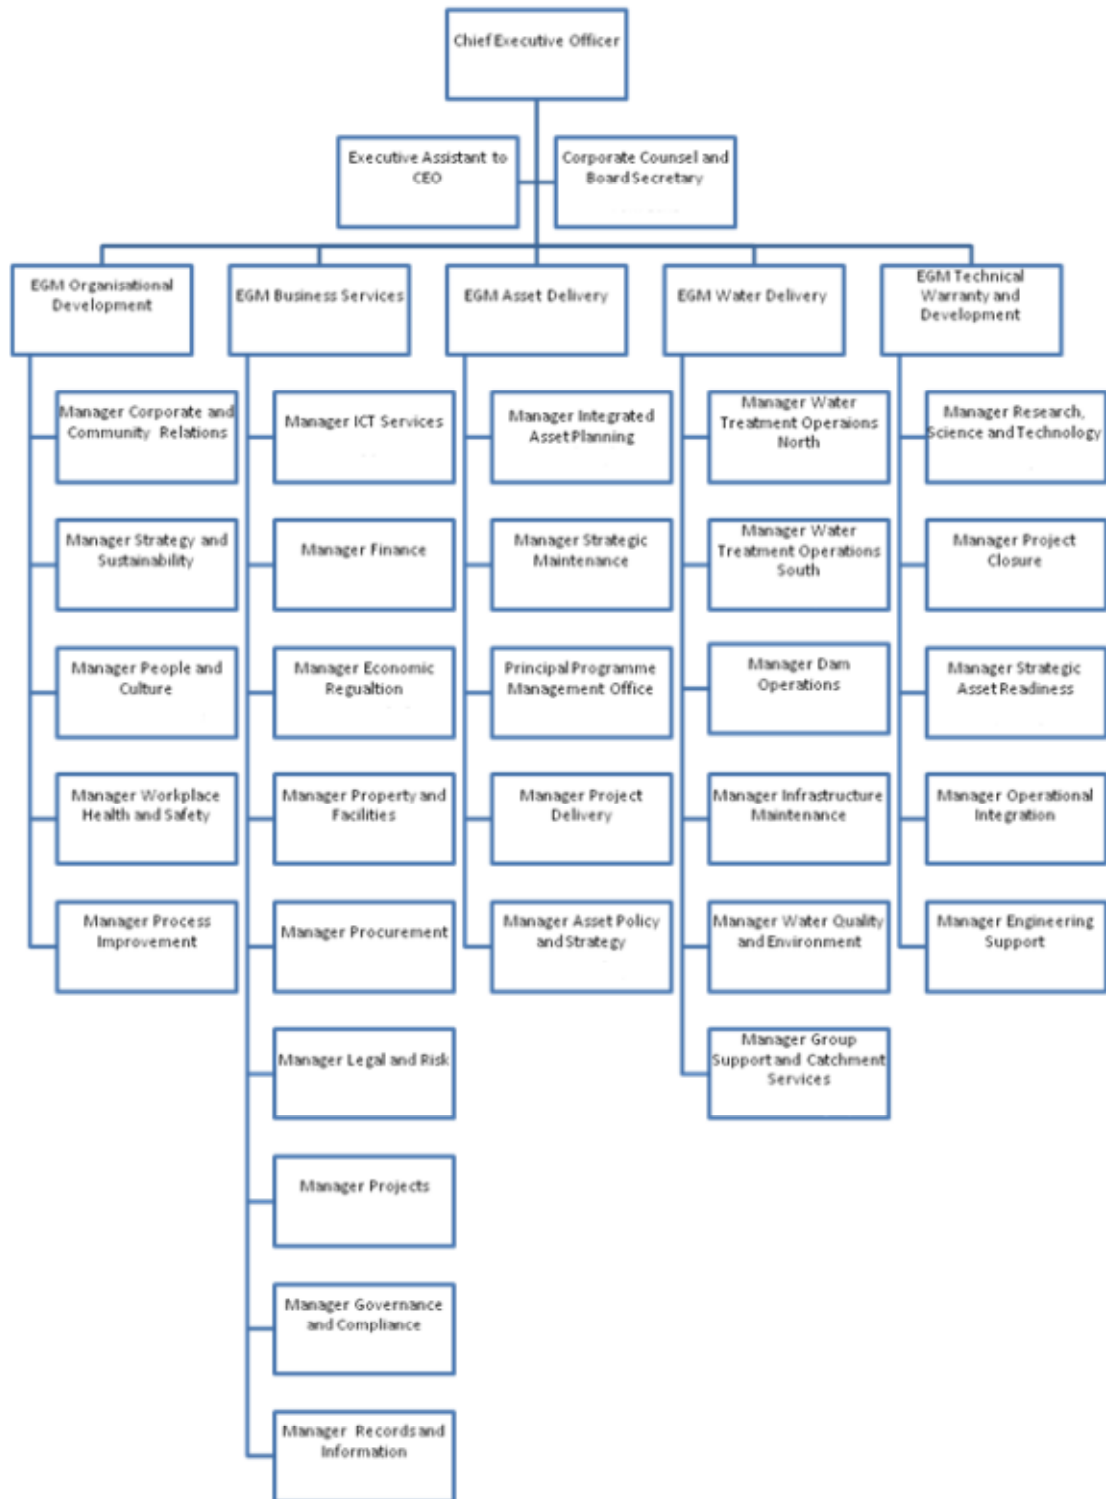 Chief Executive Officer
Executive Assistant to
CEO
Corporate Counsel and
Board Secretary
EGM Organisational
Development
EGM Business Services
EGM Asset Delivery
EGM Water Delivery
EGM Technical
Warranty and
Development
Manager Corporate and
Community Relations
Manager ICT Services
Manager Integrated
Asset Planning
Manager Water
Treatment Operaions
North
Manager Research,
Science and Technology
Manager Strategy and
Sustainability
Manager Finance
Manager Strategic
Maintenance
Manager Water
Treatment Operations
South
Manager Project
Closure
Manager People and
Culture
Manager Economic
Regualtion
Principal Programme
Management Office
Manager Dam
Operations
Manager Strategic
Asset Readiness
Manager Workplace
Health and Safety
Manager Property and
Facilities
Manager Project
Delivery
Manager Infrastructure
Maintenance
Manager Operational
Integration
Manager Process
Improvement
Manager Procurement
Manager Asset Policy
and Strategy
Manager Water Quality
and Environment
Manager Engineering
Support
Manager Legal and Risk
Manager Group
Support and Catchment
Services
Manager Projects
Manager Governance
and Compliance
Manager Records and
Information